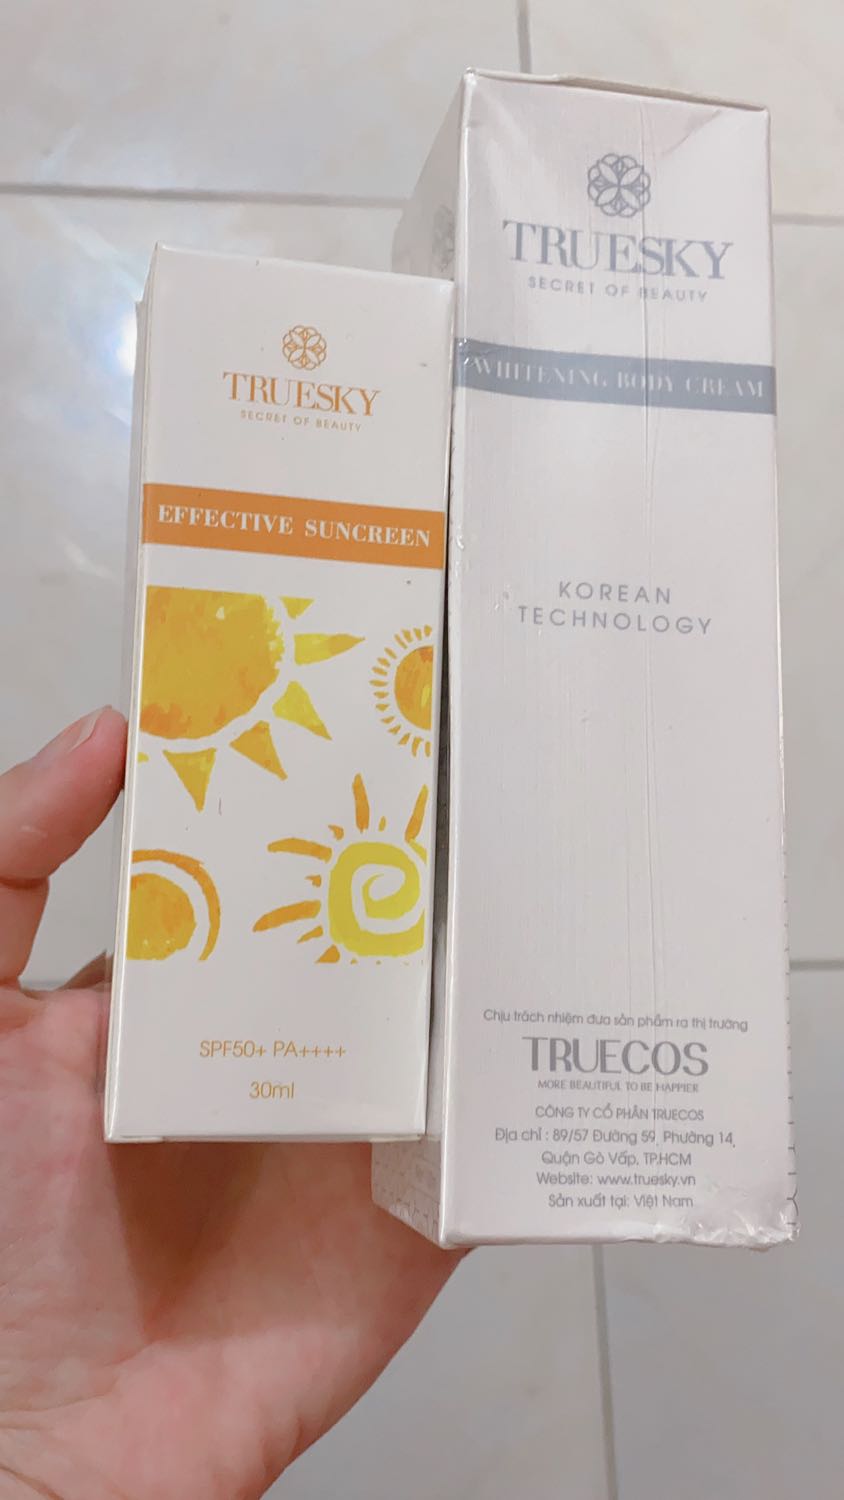 TRUESKY
SECRET OF BEAUTY
EFFECTIVE SUNCREEN
SPF50+ PA++++
30ml
TRUESKY
SECRET OF BEAUTY
WHITENING BODY CREAM
KOREAN
TECHNOLOGY
Chịu trách nhiệm đưa sản phẩm ra thị trường
TRUECOS
MORE BEAUTIFUL TO BE HAPPIER
CÔNG TY CỔ PHẦN TRUECOS
Địa chỉ : 89/57 Đường 59, Phường 14,
Quận Gò Vấp, TP.HCM
Website: www.truesky.vn
Sản xuất tại: Việt Nam